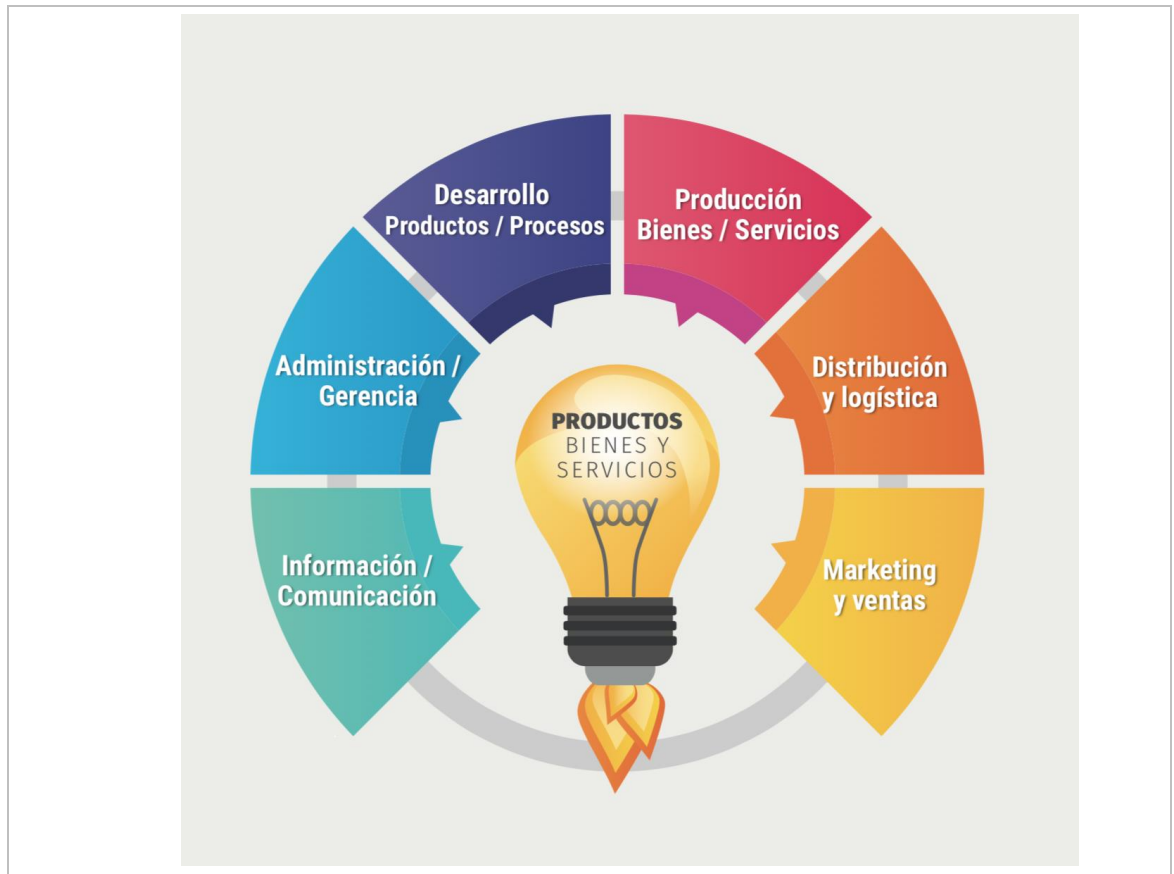 Desarrollo
Productos / Procesos
Producción
Bienes / Servicios
Administración /
Gerencia
Distribución
y logística
PRODUCTOS
BIENES Y
SERVICIOS
Información /
Comunicación
Marketing
y ventas